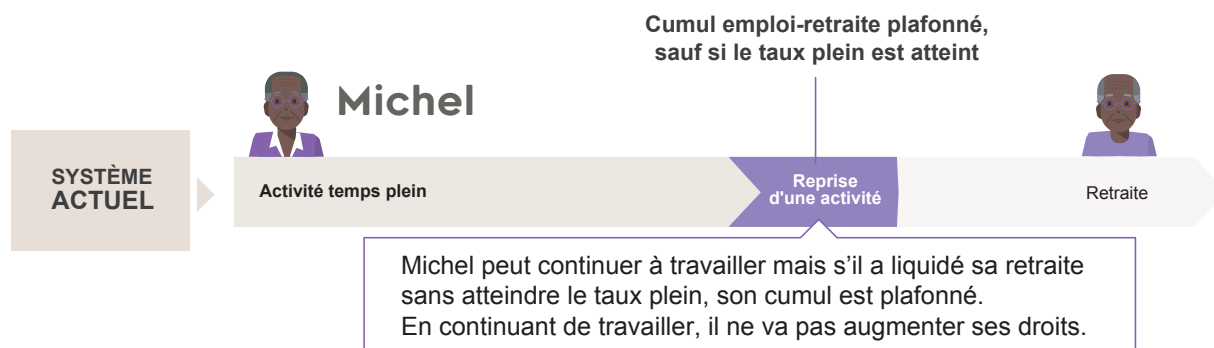 Cumul emploi-retraite plafonné,
sauf si le taux plein est atteint
Michel
SYSTÈME
ACTUEL
Activité temps plein
Reprise
d'une activité
Retraite
Michel peut continuer à travailler mais s'il a liquidé sa retraite
sans atteindre le taux plein, son cumul est plafonné.
En continuant de travailler, il ne va pas augmenter ses droits.